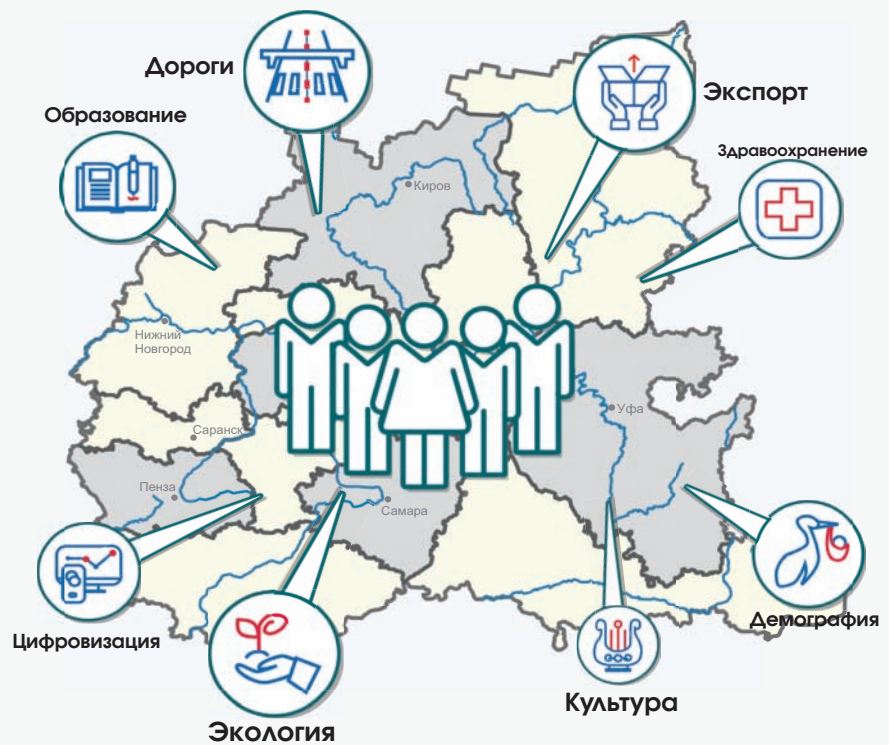 Дороги
Экспорт
Образование
Здравоохранение
Киров
Нижний
Новгород
Уфа
Саранск
Пенза
Самара
Цифровизация
Демография
Культура
Экология